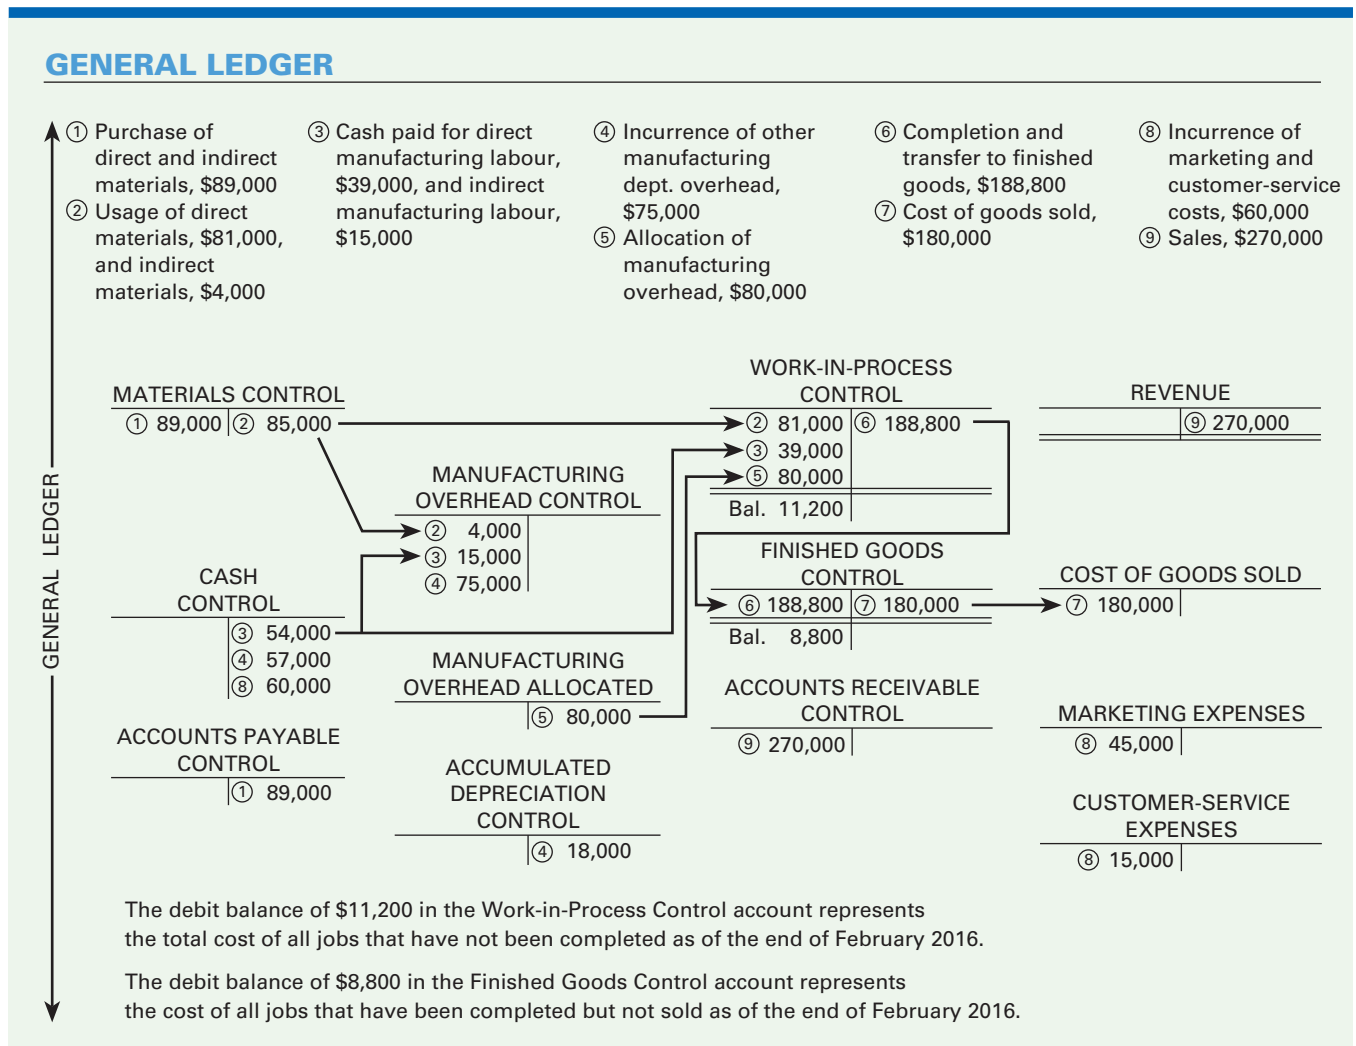 GENERAL LEDGER
① Purchase of
direct and indirect
materials, $89,000
② Usage of direct
materials, $81,000,
and indirect
materials, $4,000
③ Cash paid for direct
manufacturing labour,
$39,000, and indirect
manufacturing labour,
$15,000
④ Incurrence of other
manufacturing
dept. overhead,
$75,000
⑤ Allocation of
manufacturing
overhead, $80,000
⑥ Completion and
transfer to finished
goods, $188,800
⑦ Cost of goods sold,
$180,000
⑧ Incurrence of
marketing and
customer-service
costs, $60,000
⑨ Sales, $270,000
GENERAL LEDGER
MATERIALS CONTROL
① 89,000 ② 85,000
CASH
CONTROL
③ 54,000
④ 57,000
⑧ 60,000
ACCOUNTS PAYABLE
CONTROL
① 89,000
MANUFACTURING
OVERHEAD CONTROL
② 4,000
③ 15,000
④ 75,000
MANUFACTURING
OVERHEAD ALLOCATED
⑤ 80,000
ACCUMULATED
DEPRECIATION
CONTROL
④ 18,000
WORK-IN-PROCESS
CONTROL
② 81,000 ⑥ 188,800
③ 39,000
⑤ 80,000
Bal. 11,200
FINISHED GOODS
CONTROL
⑥ 188,800 ⑦ 180,000
Bal. 8,800
ACCOUNTS RECEIVABLE
CONTROL
⑨ 270,000
REVENUE
⑨ 270,000
COST OF GOODS SOLD
⑦ 180,000
MARKETING EXPENSES
⑧ 45,000
CUSTOMER-SERVICE
EXPENSES
⑧ 15,000
The debit balance of $11,200 in the Work-in-Process Control account represents
the total cost of all jobs that have not been completed as of the end of February 2016.
The debit balance of $8,800 in the Finished Goods Control account represents
the cost of all jobs that have been completed but not sold as of the end of February 2016.